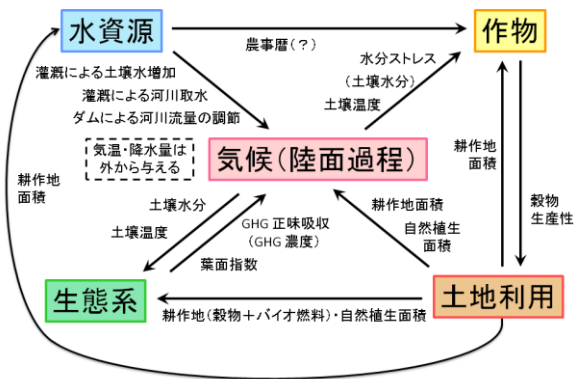 水資源
作物
農事暦(？)
灌漑による土壌水増加
灌漑による河川取水
ダムによる河川流量の調節
水分ストレス
(土壌水分)
土壌温度
気温・降水量は
外から与える
気候(陸面過程)
耕作地
面積
耕作地
面積
穀物
生産性
土壌水分
土壌温度
GHG 正味吸収
(GHG 濃度)
葉面指数
耕作地面積
自然植生
面積
生態系
土地利用
耕作地(穀物＋バイオ燃料)・自然植生面積